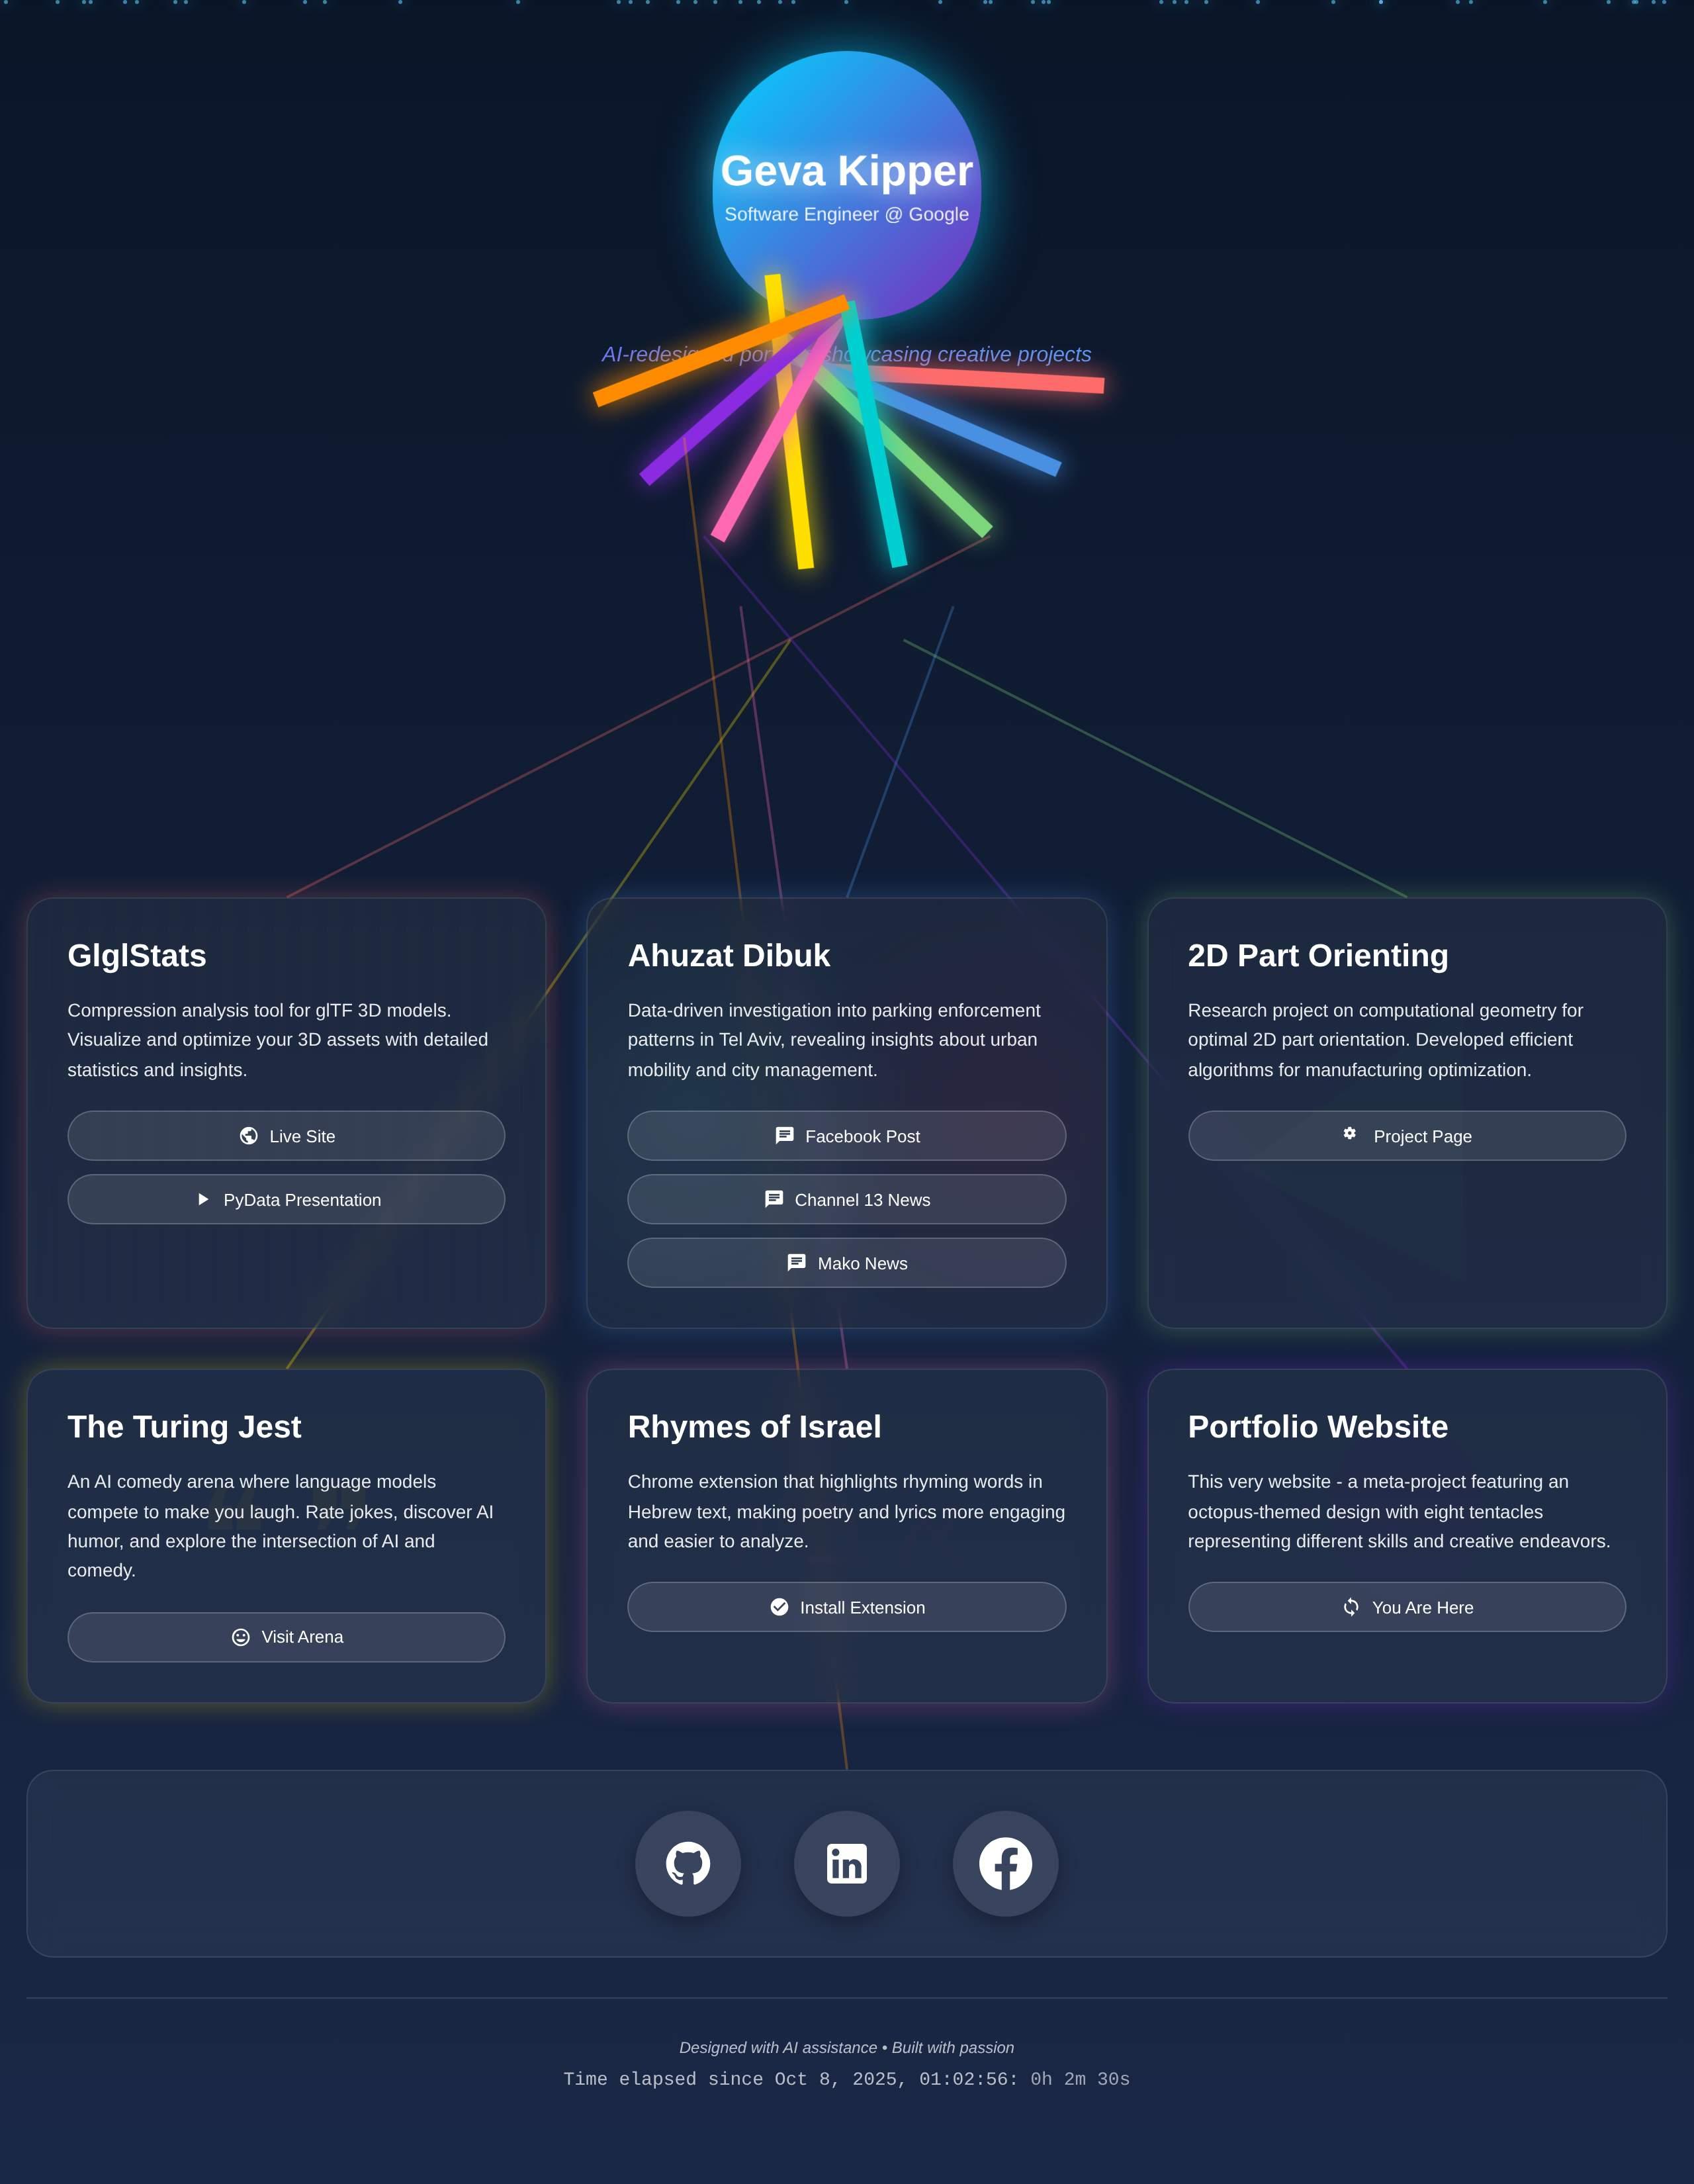 Geva Kipper
Software Engineer @ Google
AI-redesigned por showcasing creative projects
GlglStats
Compression analysis tool for glTF 3D models.
Visualize and optimize your 3D assets with detailed
statistics and insights.
Live Site
PyData Presentation
Ahuzat Dibuk
Data-driven investigation into parking enforcement
patterns in Tel Aviv, revealing insights about urban
mobility and city management.
Facebook Post
Channel 13 News
Mako News
2D Part Orienting
Research project on computational geometry for
optimal 2D part orientation. Developed efficient
algorithms for manufacturing optimization.
Project Page
The Turing Jest
An AI comedy arena where language models
compete to make you laugh. Rate jokes, discover AI
humor, and explore the intersection of AI and
comedy.
Visit Arena
Rhymes of Israel
Chrome extension that highlights rhyming words in
Hebrew text, making poetry and lyrics more engaging
and easier to analyze.
Install Extension
Portfolio Website
This very website - a meta-project featuring an
octopus-themed design with eight tentacles
representing different skills and creative endeavors.
You Are Here
Designed with AI assistance • Built with passion
Time elapsed since Oct 8, 2025, 01:02:56: 0h 2m 30s